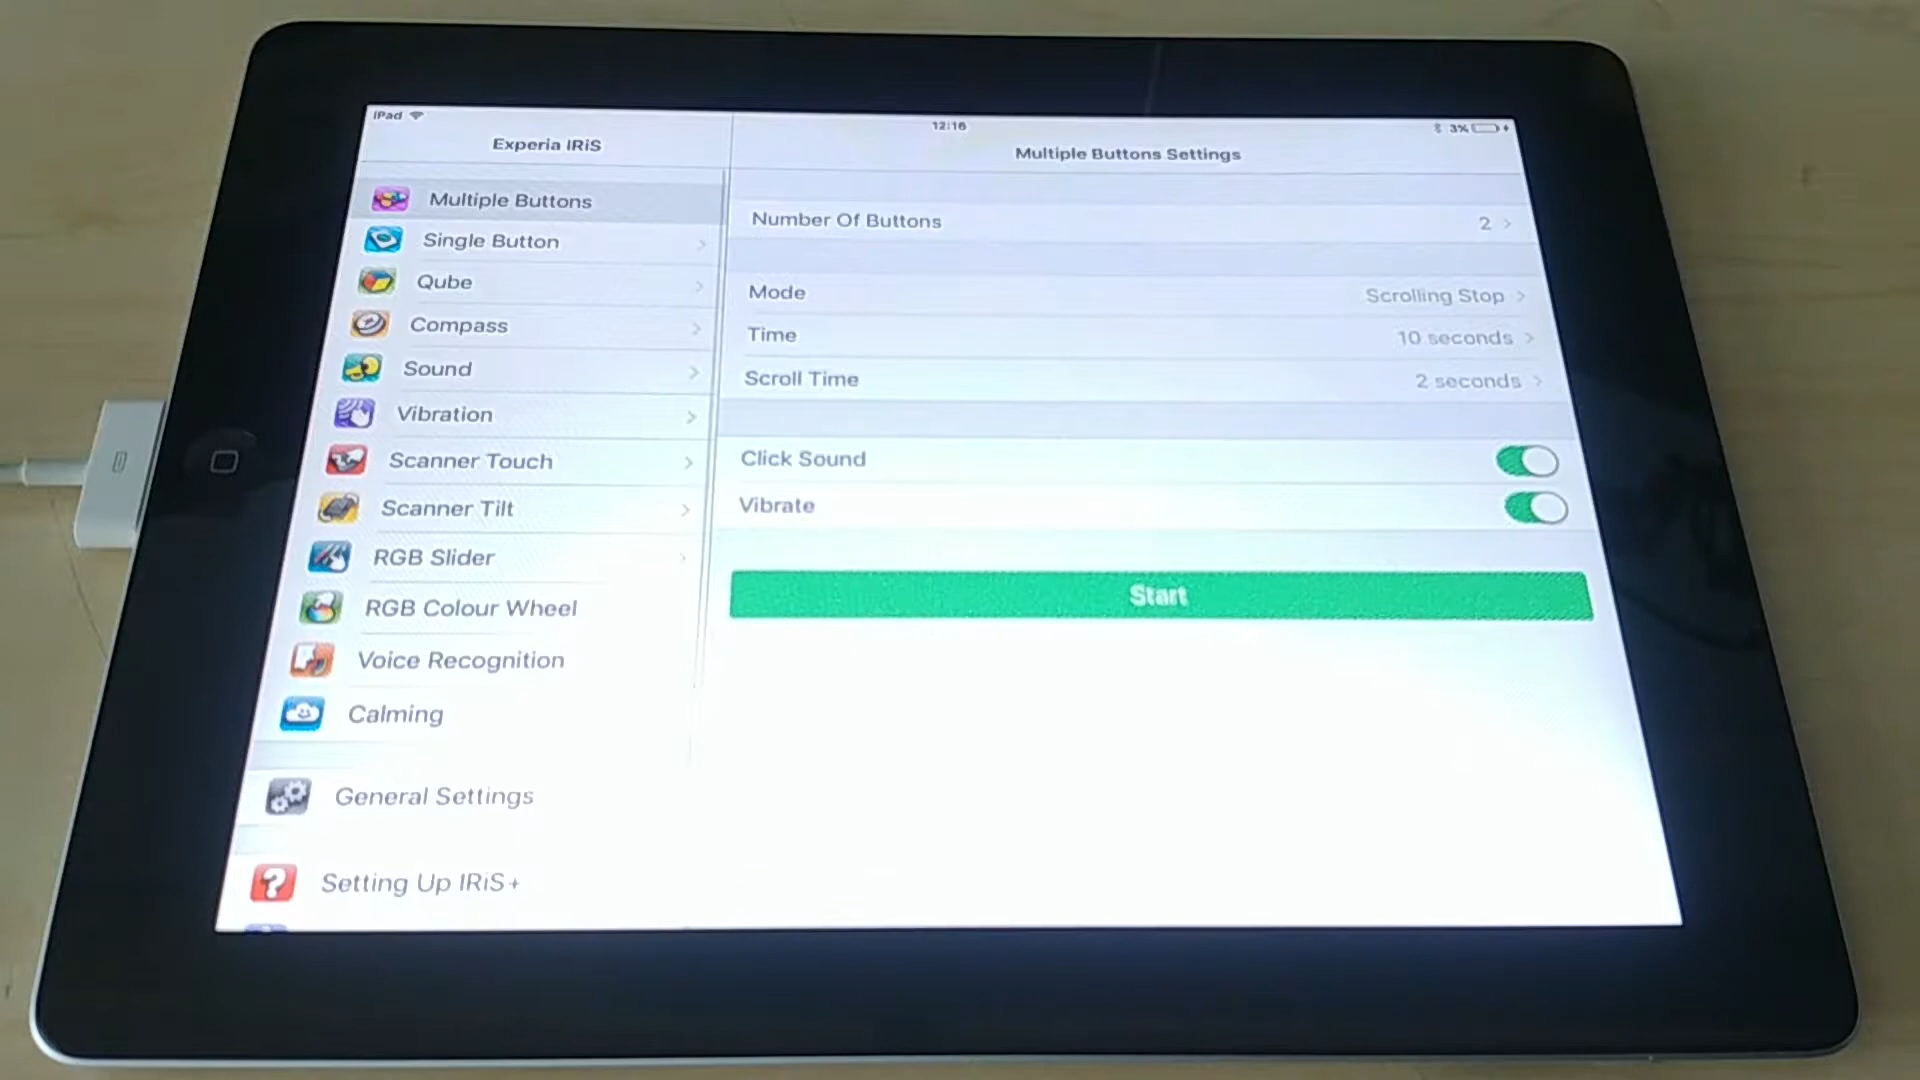 iPad
12:16
3%
Experia IRiS
Multiple Buttons Settings
Multiple Buttons
Single Button
Qube
Compass
Sound
Vibration
Scanner Touch
Scanner Tilt
RGB Slider
RGB Colour Wheel
Voice Recognition
Calming
General Settings
Setting Up IRiS+
Number Of Buttons 2
Mode Scrolling Stop
Time 10 seconds
Scroll Time 2 seconds
Click Sound
Vibrate
Start